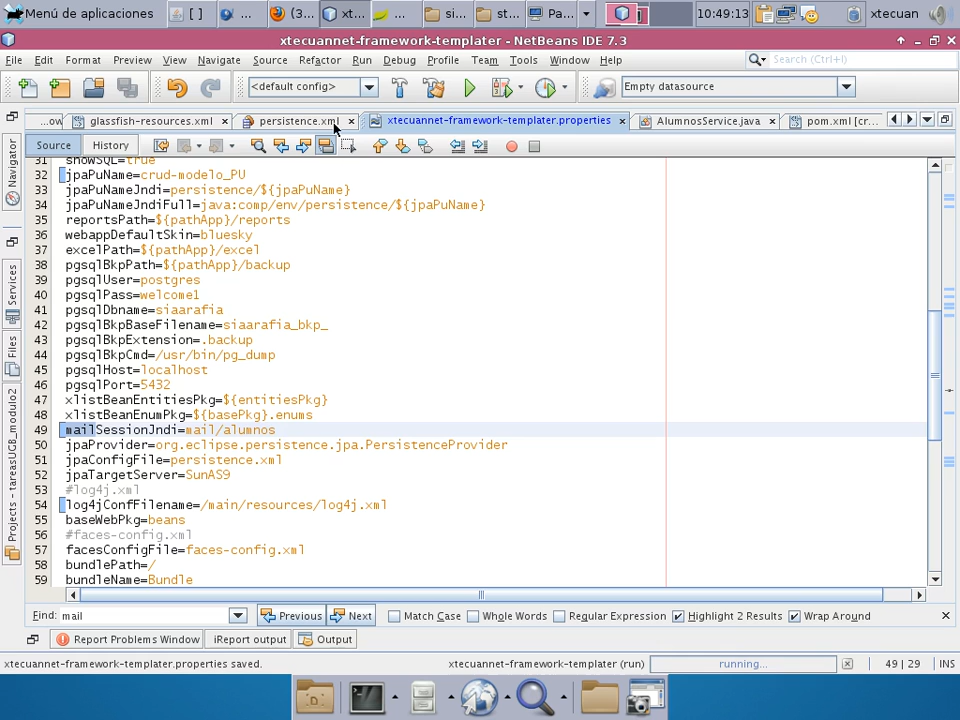 Menú de aplicaciones [ ] ... (3... xt... ... si... st... Pa... 10:49:13 xtecuan
xtecuannet-framework-templater - NetBeans IDE 7.3
File Edit Format Preview View Navigate Source Refactor Run Debug Profile Team Tools Window Help Search (Ctrl+I)
<default config> Empty datasource
...ow glassfish-resources.xml persistence.xml xtecuannet-framework-templater.properties AlumnosService.java pom.xml [cr...
Source History
Navigator
Services
Files
Projects - tareasUGB_modulo2
31 showSQL=true
32 jpaPuName=crud-modelo_PU
33 jpaPuNameJndi=persistence/${jpaPuName}
34 jpaPuNameJndiFull=java:comp/env/persistence/${jpaPuName}
35 reportsPath=${pathApp}/reports
36 webappDefaultSkin=bluesky
37 excelPath=${pathApp}/excel
38 pgsqlBkpPath=${pathApp}/backup
39 pgsqlUser=postgres
40 pgsqlPass=welcome1
41 pgsqlDbname=siaarafia
42 pgsqlBkpBaseFilename=siaarafia_bkp_
43 pgsqlBkpExtension=.backup
44 pgsqlBkpCmd=/usr/bin/pg_dump
45 pgsqlHost=localhost
46 pgsqlPort=5432
47 xlistBeanEntitiesPkg=${entitiesPkg}
48 xlistBeanEnumPkg=${basePkg}.enums
49 mailSessionJndi=mail/alumnos
50 jpaProvider=org.eclipse.persistence.jpa.PersistenceProvider
51 jpaConfigFile=persistence.xml
52 jpaTargetServer=SunAS9
53 #log4j.xml
54 log4jConfFilename=/main/resources/log4j.xml
55 baseWebPkg=beans
56 #faces-config.xml
57 facesConfigFile=faces-config.xml
58 bundlePath=/
59 bundleName=Bundle
Find: mail Previous Next Match Case Whole Words Regular Expression Highlight 2 Results Wrap Around
Report Problems Window iReport output Output
xtecuannet-framework-templater.properties saved. xtecuannet-framework-templater (run) running... 49 | 29 INS